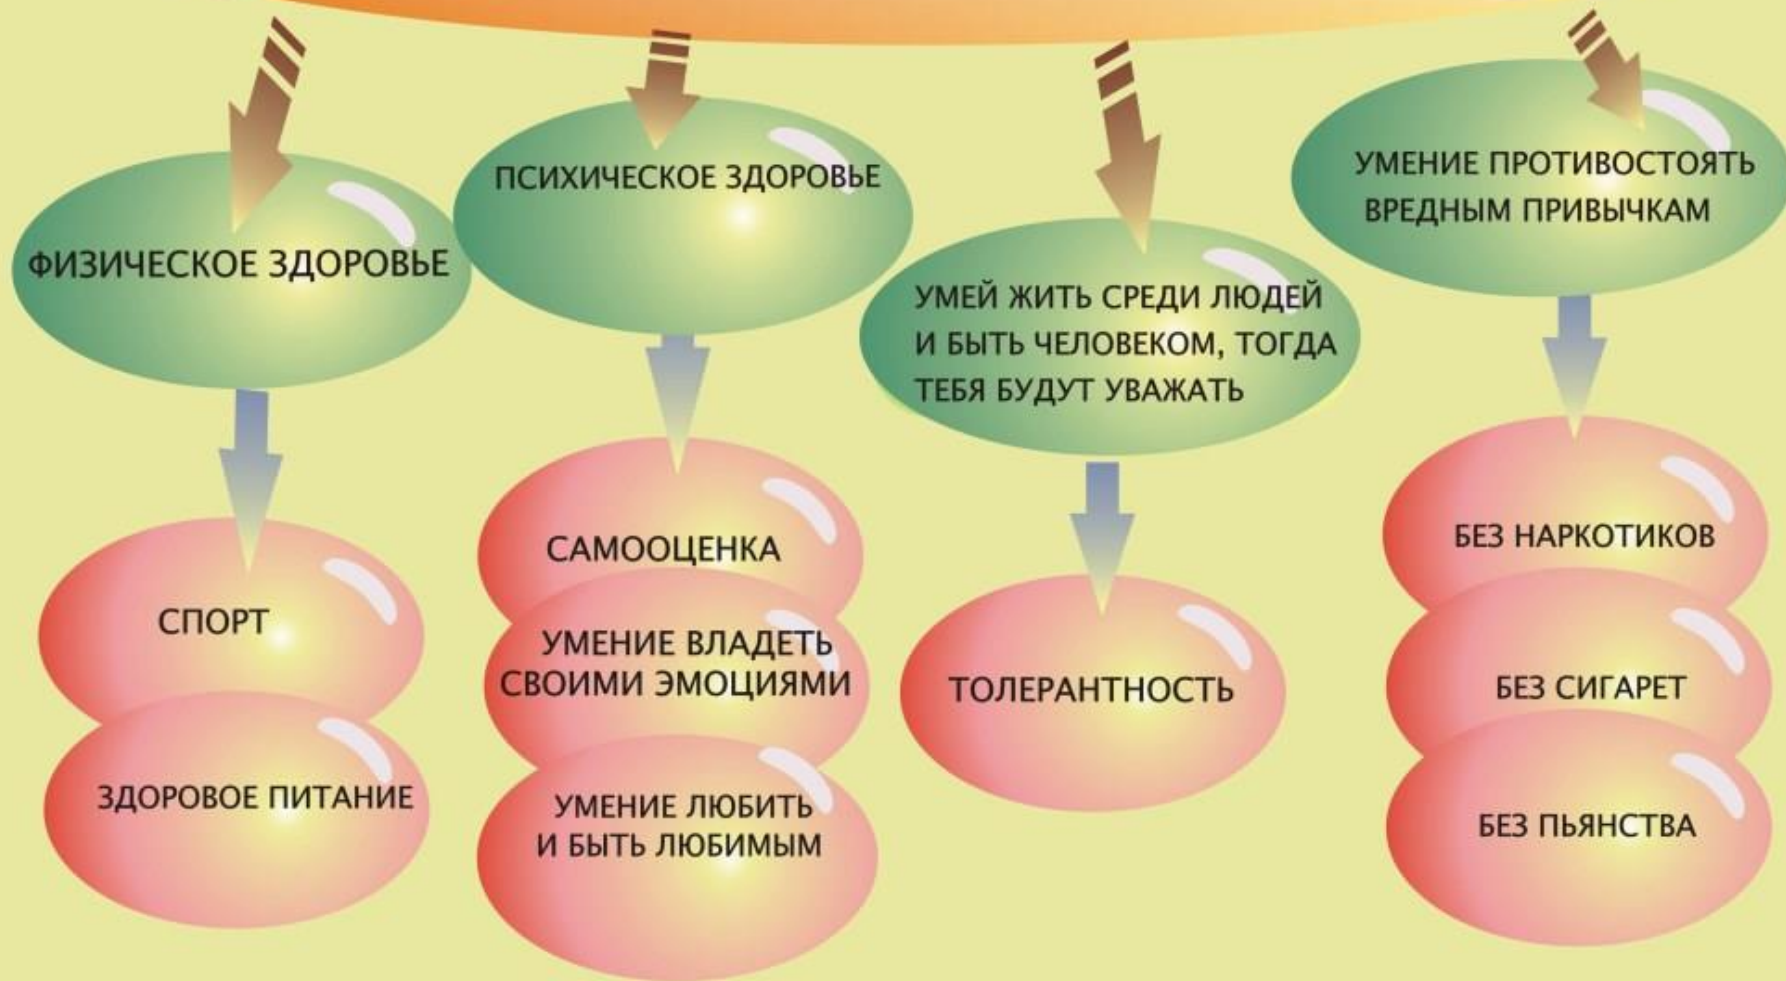 ФИЗИЧЕСКОЕ ЗДОРОВЬЕ
СПОРТ
ЗДОРОВОЕ ПИТАНИЕ
ПСИХИЧЕСКОЕ ЗДОРОВЬЕ
САМООЦЕНКА
УМЕНИЕ ВЛАДЕТЬ
СВОИМИ ЭМОЦИЯМИ
УМЕНИЕ ЛЮБИТЬ
И БЫТЬ ЛЮБИМЫМ
УМЕЙ ЖИТЬ СРЕДИ ЛЮДЕЙ
И БЫТЬ ЧЕЛОВЕКОМ, ТОГДА
ТЕБЯ БУДУТ УВАЖАТЬ
ТОЛЕРАНТНОСТЬ
УМЕНИЕ ПРОТИВОСТОЯТЬ
ВРЕДНЫМ ПРИВЫЧКАМ
БЕЗ НАРКОТИКОВ
БЕЗ СИГАРЕТ
БЕЗ ПЬЯНСТВА